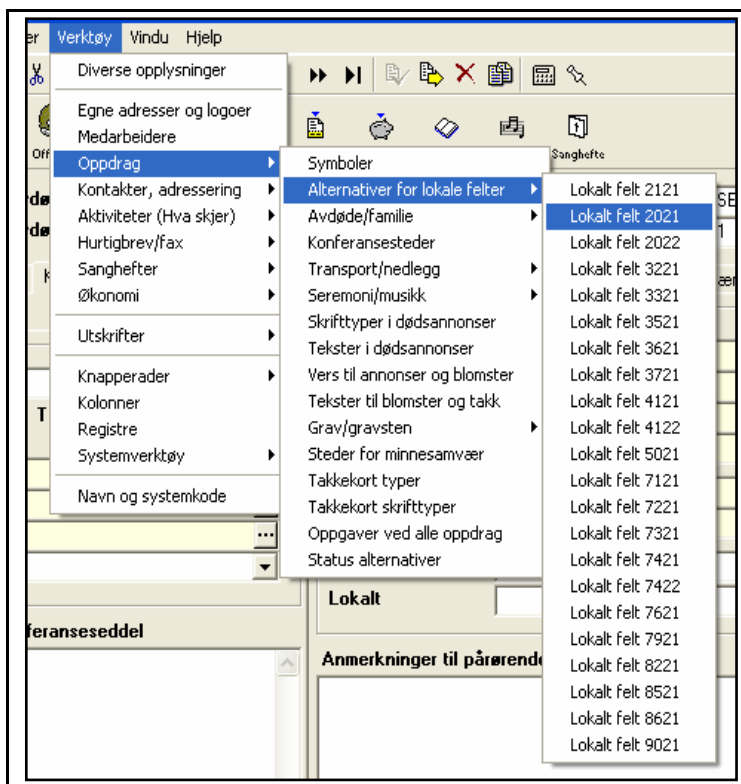 er Verktøy Vindu Hjelp
Diverse opplysninger
Egne adresser og logoer
Medarbeidere
Oppdrag
Kontakter, adressering
Aktiviteter (Hva skjer)
Hurtigbrev/fax
Sanghefter
Økonomi
Utskrifter
Knapperader
Kolonner
Registre
Systemverktøy
Navn og systemkode
Off
Sanghefte
Symboler
Alternativer for lokale felter
Avdøde/familie
Konferansesteder
Transport/nedlegg
Seremoni/musikk
Skrifttyper i dødsannonser
Tekster i dødsannonser
Vers til annonser og blomster
Tekster til blomster og takk
Grav/gravsten
Steder for minnesamvær
Takkekort typer
Takkekort skrifttyper
Oppgaver ved alle oppdrag
Status alternativer
Lokalt felt 2121
Lokalt felt 2021
Lokalt felt 2022
Lokalt felt 3221
Lokalt felt 3321
Lokalt felt 3521
Lokalt felt 3621
Lokalt felt 3721
Lokalt felt 4121
Lokalt felt 4122
Lokalt felt 5021
Lokalt felt 7121
Lokalt felt 7221
Lokalt felt 7321
Lokalt felt 7421
Lokalt felt 7422
Lokalt felt 7621
Lokalt felt 7921
Lokalt felt 8221
Lokalt felt 8521
Lokalt felt 8621
Lokalt felt 9021
rdø
rdø
SE
1
K
ær
T
Lokalt
feranseseddel
Anmerkninger til pårørend